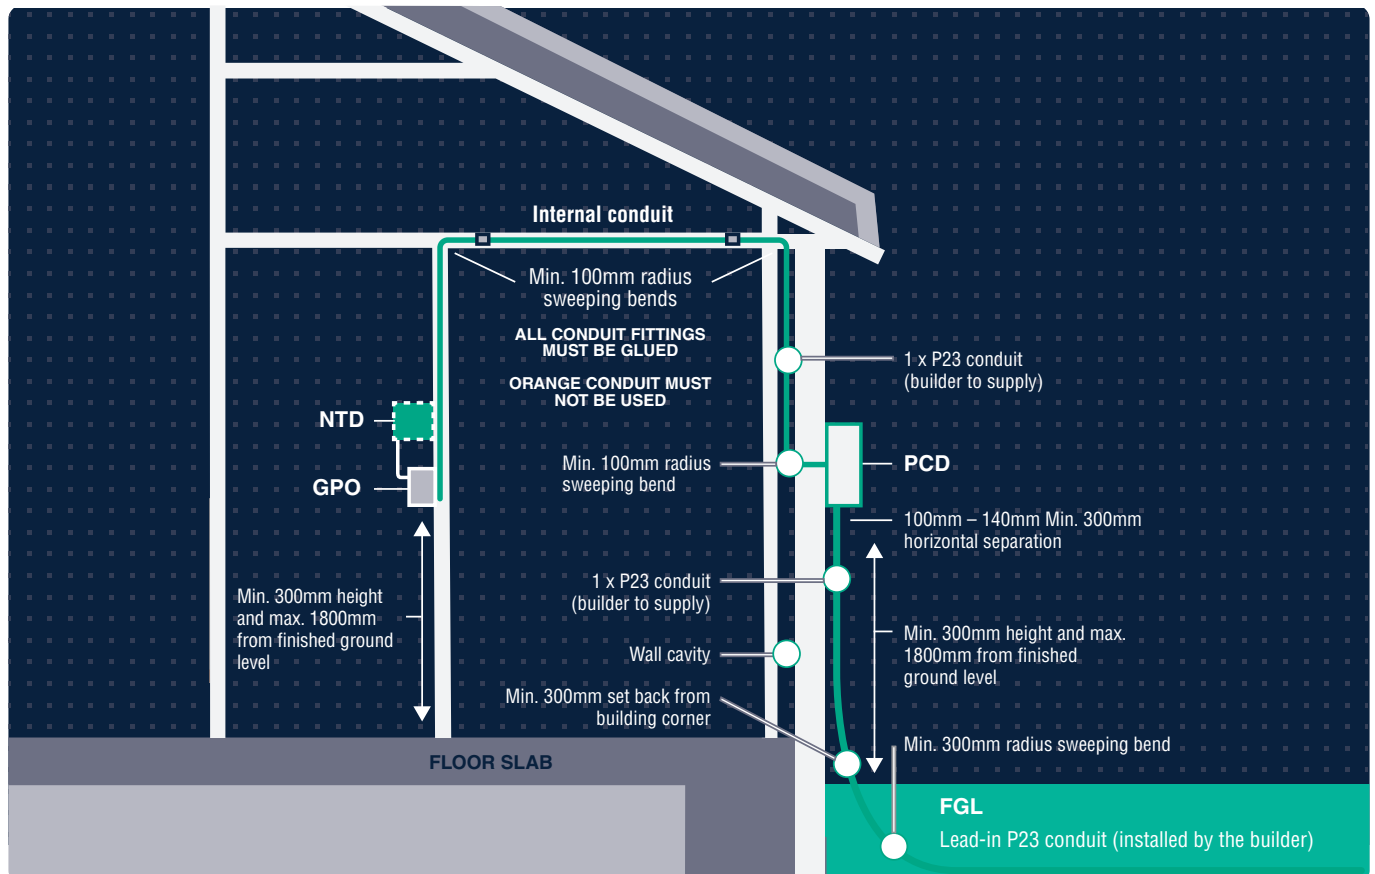 Internal conduit
Min. 100mm radius
sweeping bends
ALL CONDUIT FITTINGS
MUST BE GLUED
ORANGE CONDUIT MUST
NOT BE USED
1 x P23 conduit
(builder to supply)
NTD
GPO
Min. 100mm radius
sweeping bend
PCD
100mm – 140mm Min. 300mm
horizontal separation
1 x P23 conduit
(builder to supply)
Min. 300mm height
and max. 1800mm
from finished ground
level
Wall cavity
Min. 300mm height and max.
1800mm from finished
ground level
Min. 300mm set back from
building corner
Min. 300mm radius sweeping bend
FLOOR SLAB
FGL
Lead-in P23 conduit (installed by the builder)